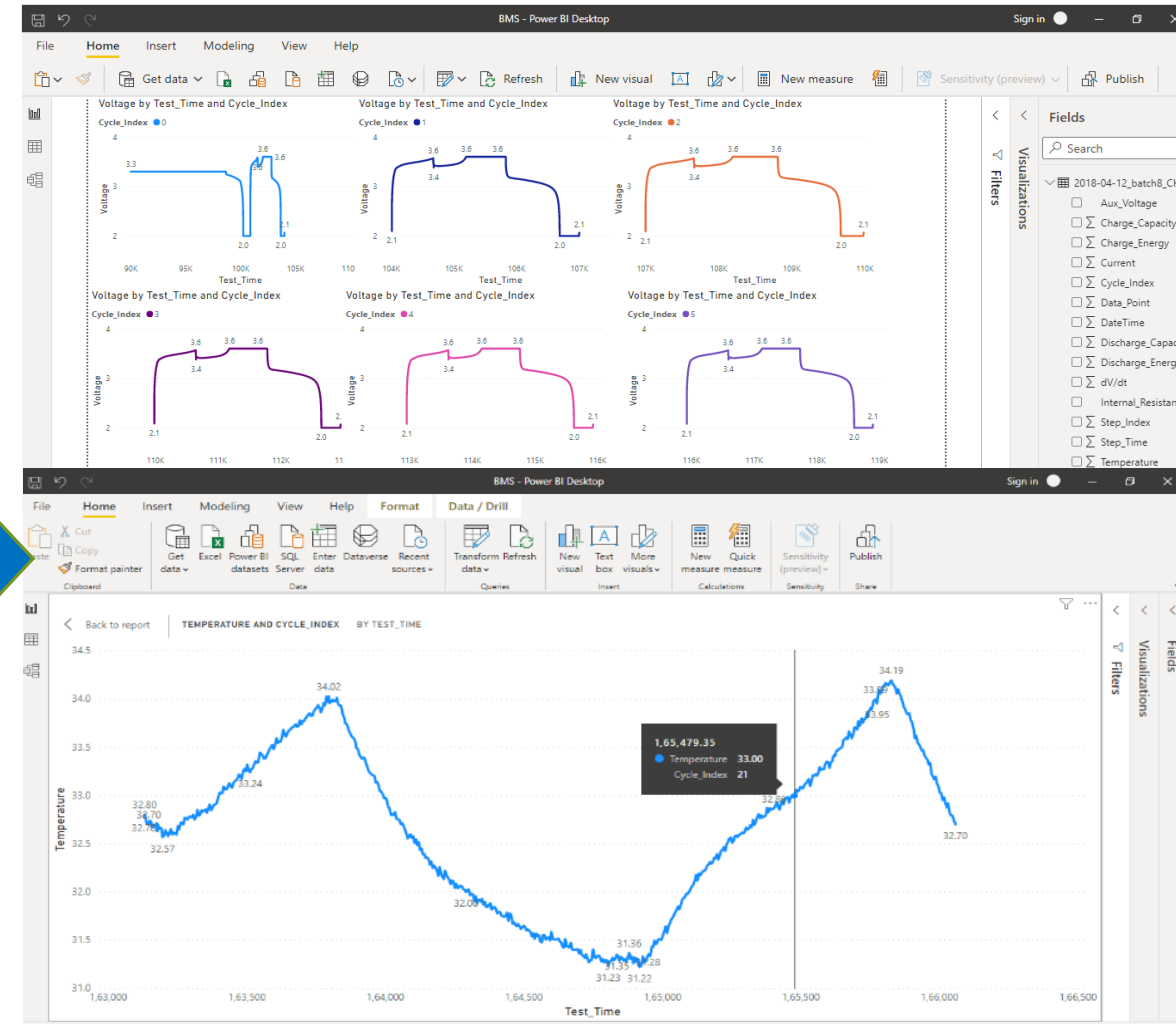 BMS - Power BI Desktop
Sign in
File Home Insert Modeling View Help
Get data Refresh New visual New measure Sensitivity (preview) Publish
Voltage by Test_Time and Cycle_Index
Cycle_Index 0
4
3
2
3.3
3.6
3.6
2.0
2.0
2.1
Voltage
90K 95K 100K 105K 110
Test_Time
Voltage by Test_Time and Cycle_Index
Cycle_Index 1
4
3
2
3.6 3.6 3.6
3.4
2.1
2.0
2.1
Voltage
104K 105K 106K 107K
Test_Time
Voltage by Test_Time and Cycle_Index
Cycle_Index 2
4
3
2
3.6 3.6 3.6
3.4
2.1
2.0
2.1
Voltage
107K 108K 109K 110K
Test_Time
Voltage by Test_Time and Cycle_Index
Cycle_Index 3
4
3
2
3.6 3.6 3.6
3.4
2.1
2.0
2.
Voltage
110K 111K 112K 11
Voltage by Test_Time and Cycle_Index
Cycle_Index 4
4
3
2
3.6 3.6 3.6
3.4
2.1
2.0
2.1
Voltage
113K 114K 115K 116K
Voltage by Test_Time and Cycle_Index
Cycle_Index 5
4
3
2
3.6 3.6 3.6
3.4
2.1
2.0
2.1
Voltage
116K 117K 118K 119K
Filters
Visualizations
Fields
Search
2018-04-12_batch8_CH
Aux_Voltage
Charge_Capacity
Charge_Energy
Current
Cycle_Index
Data_Point
DateTime
Discharge_Capac
Discharge_Energ
dV/dt
Internal_Resistan
Step_Index
Step_Time
Temperature
BMS - Power BI Desktop
Sign in
File Home Insert Modeling View Help Format Data / Drill
Cut
Copy
Format painter
Clipboard
Get data
Excel
Power BI datasets
SQL Server
Enter data
Dataverse
Recent sources
Data
Transform data
Refresh
Queries
New visual
Text box
More visuals
Insert
New measure
Quick measure
Calculations
Sensitivity (preview)
Sensitivity
Publish
Share
Back to report
TEMPERATURE AND CYCLE_INDEX BY TEST_TIME
34.5
34.0
33.5
33.0
32.5
32.0
31.5
31.0
Temperature
32.80
32.70
32.57
33.24
34.02
32.00
31.36
31.35
31.23 31.22
34.19
33.95
32.70
1,65,479.35
Temperature 33.00
Cycle_Index 21
1,63,000 1,63,500 1,64,000 1,64,500 1,65,000 1,65,500 1,66,000 1,66,500
Test_Time
Filters
Visualizations
Fields